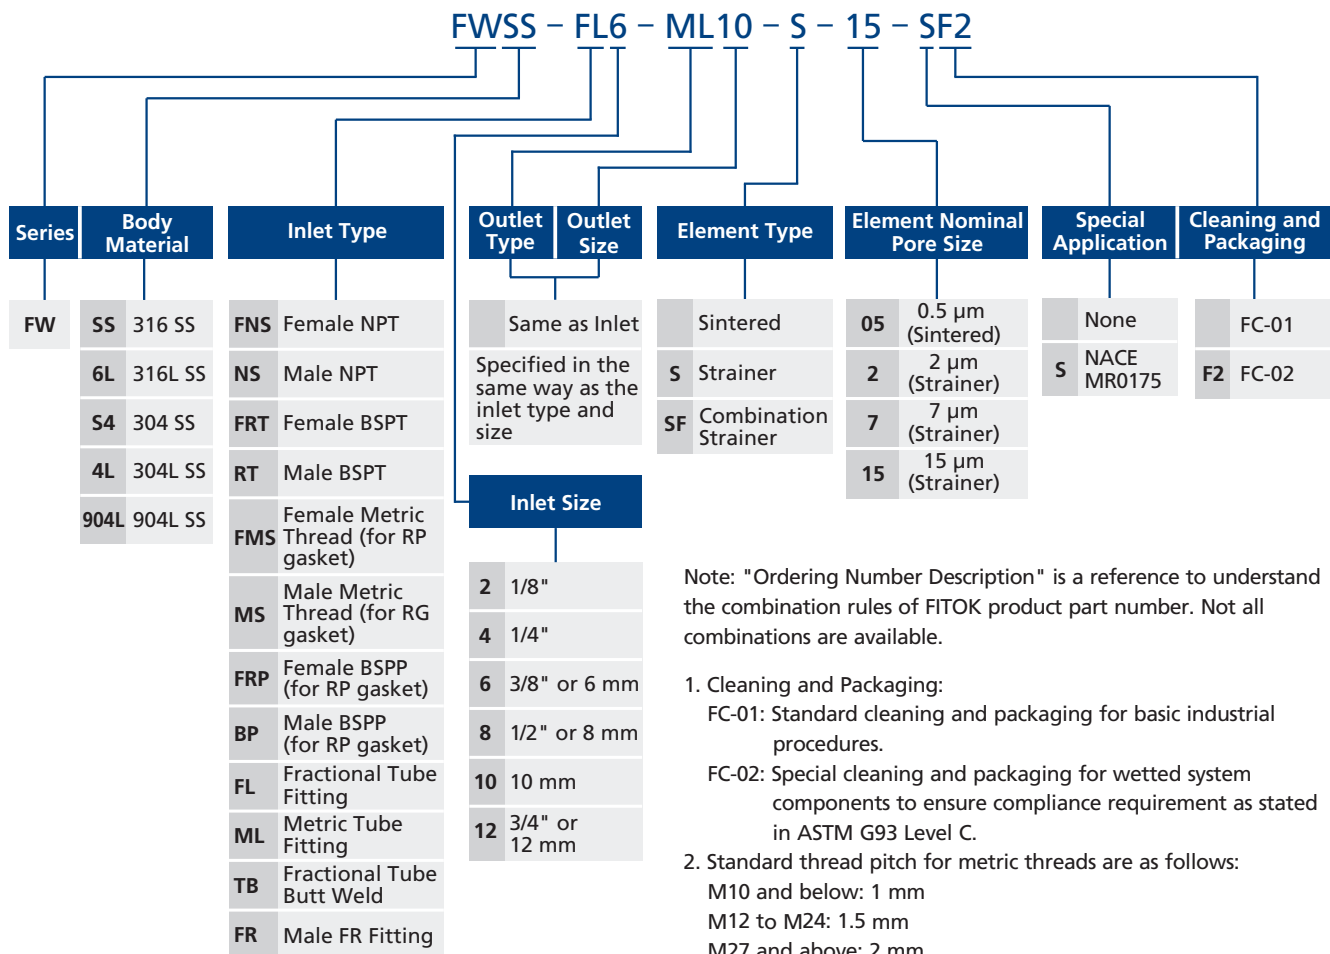 FWSS – FL6 – ML10 – S – 15 – SF2
Series
FW
Body
Material
SS 316 SS
6L 316L SS
S4 304 SS
4L 304L SS
904L 904L SS
Inlet Type
FNS Female NPT
NS Male NPT
FRT Female BSPT
RT Male BSPT
FMS Female Metric
Thread (for RP
gasket)
MS Male Metric
Thread (for RG
gasket)
FRP Female BSPP
(for RP gasket)
BP Male BSPP
(for RP gasket)
FL Fractional Tube
Fitting
ML Metric Tube
Fitting
TB Fractional Tube
Butt Weld
FR Male FR Fitting
Outlet
Type
Outlet
Size
Same as Inlet
Specified in the
same way as the
inlet type and
size
Inlet Size
2 1/8"
4 1/4"
6 3/8" or 6 mm
8 1/2" or 8 mm
10 10 mm
12 3/4" or
12 mm
Element Type
Sintered
S Strainer
SF Combination
Strainer
Element Nominal
Pore Size
05 0.5 µm
(Sintered)
2 2 µm
(Strainer)
7 7 µm
(Strainer)
15 15 µm
(Strainer)
Special
Application
None
S NACE
MR0175
Cleaning and
Packaging
FC-01
F2 FC-02
Note: "Ordering Number Description" is a reference to understand
the combination rules of FITOK product part number. Not all
combinations are available.
1. Cleaning and Packaging:
FC-01: Standard cleaning and packaging for basic industrial
procedures.
FC-02: Special cleaning and packaging for wetted system
components to ensure compliance requirement as stated
in ASTM G93 Level C.
2. Standard thread pitch for metric threads are as follows:
M10 and below: 1 mm
M12 to M24: 1.5 mm
M27 and above: 2 mm